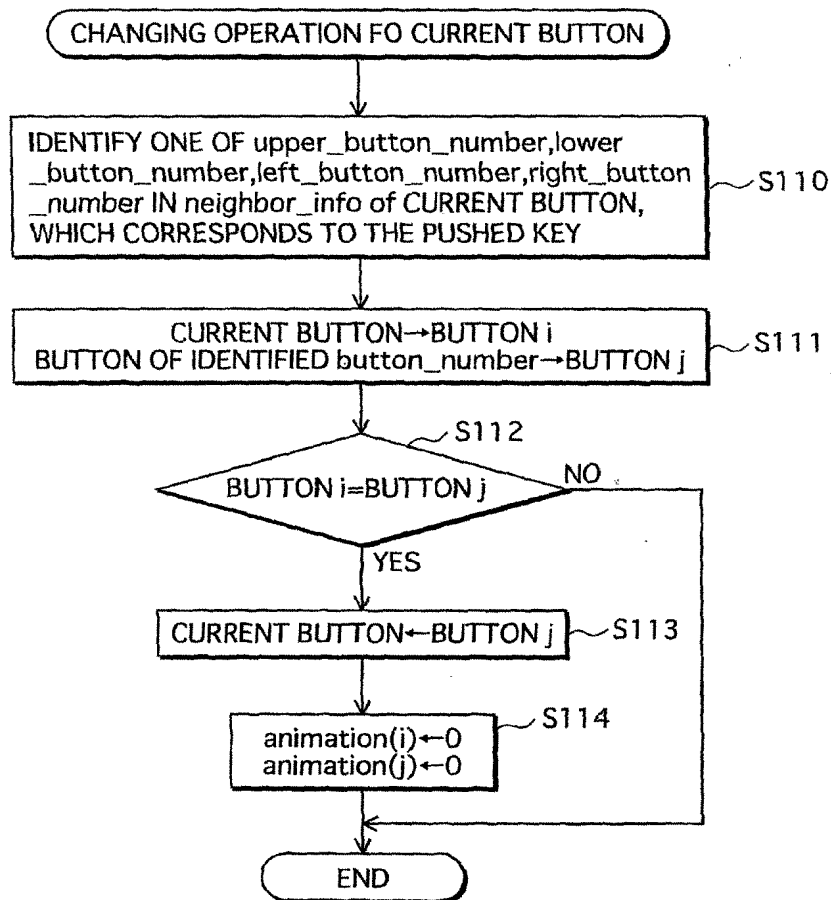 CHANGING OPERATION FO CURRENT BUTTON
IDENTIFY ONE OF upper_button_number,lower
_button_number,left_button_number,right_button
_number IN neighbor_info of CURRENT BUTTON,
WHICH CORRESPONDS TO THE PUSHED KEY
S110
CURRENT BUTTON→BUTTON i
BUTTON OF IDENTIFIED button_number→BUTTON j
S111
S112
BUTTON i=BUTTON j
NO
YES
CURRENT BUTTON←BUTTON j
S113
S114
animation(i)←0
animation(j)←0
END